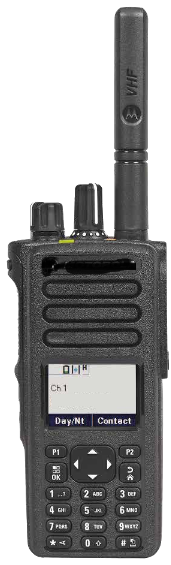 VHF
H
Ch 1
Day/Nt Contact
P1 P2
OK
1 2 ABC 3 DEF
4 GHI 5 JKL 6 MNO
7 PQRS 8 TUV 9 WXYZ
* 0 #